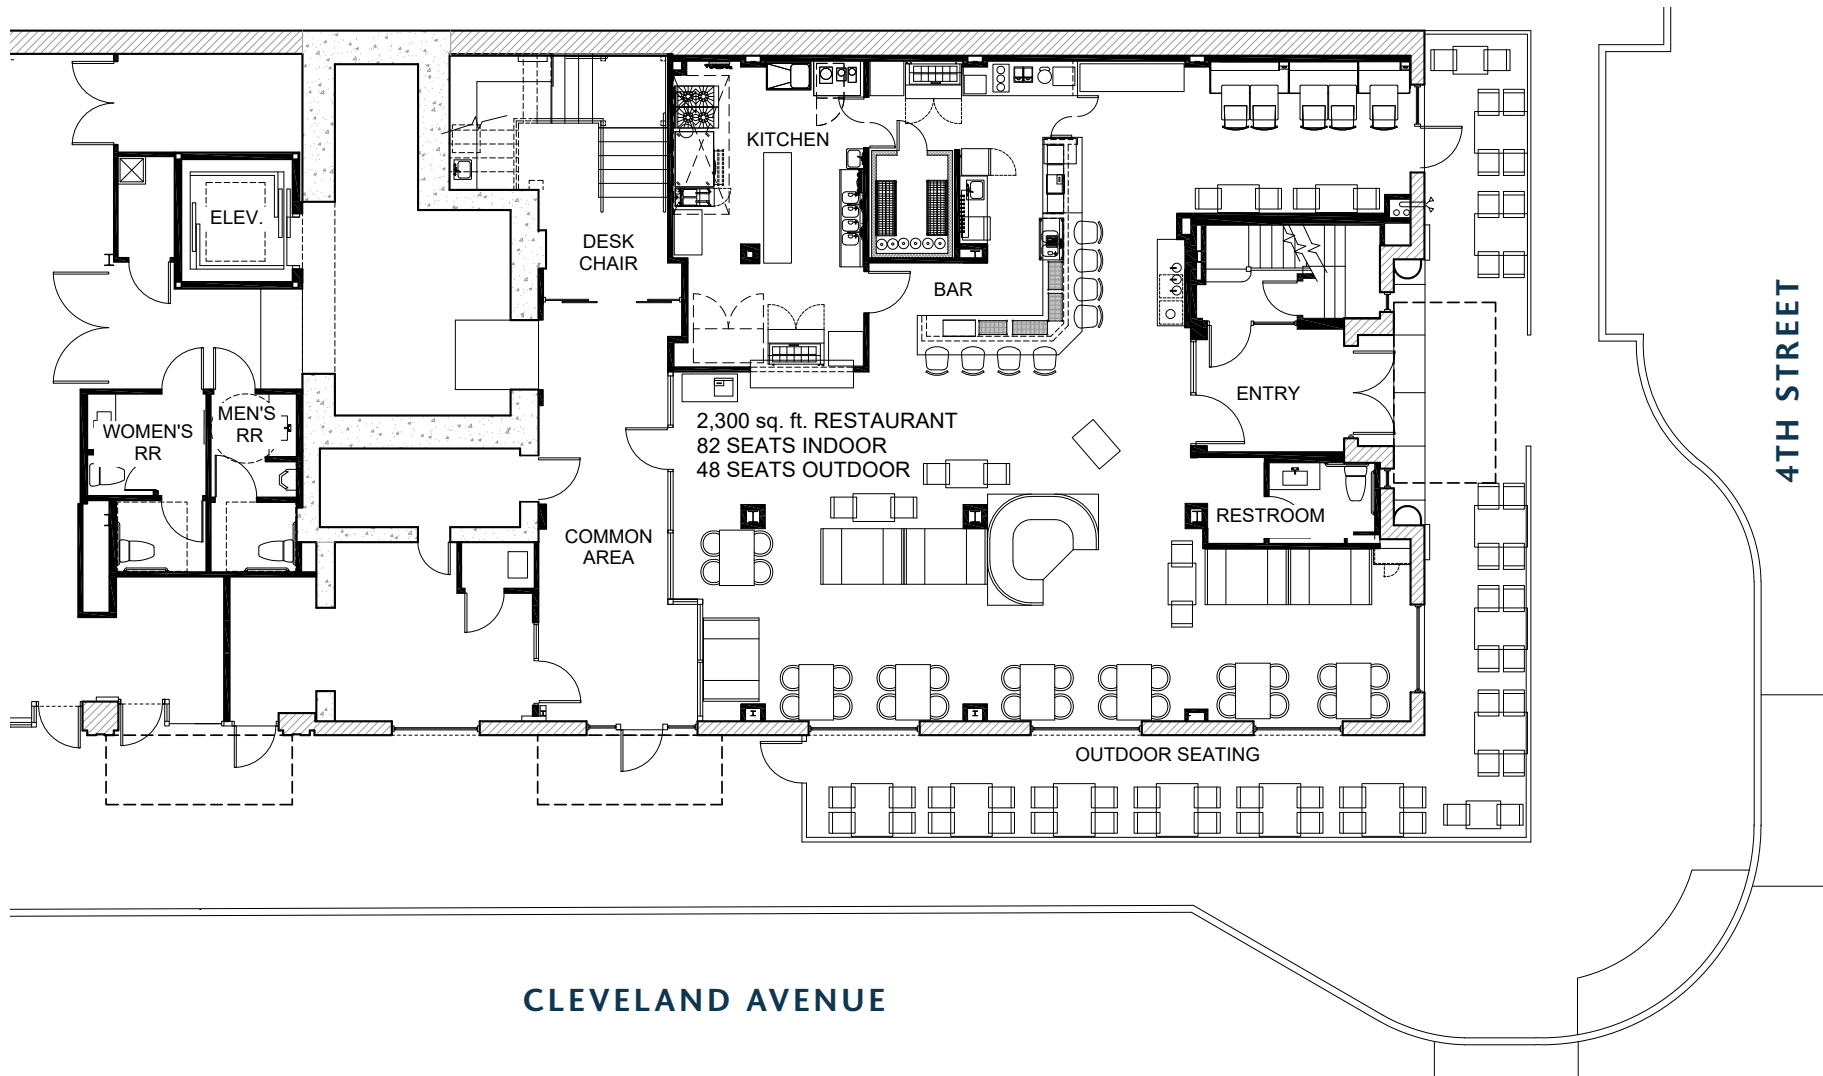 KITCHEN
ELEV.
DESK
CHAIR
BAR
ENTRY
MEN'S
RR
WOMEN'S
RR
2,300 sq. ft. RESTAURANT
82 SEATS INDOOR
48 SEATS OUTDOOR
RESTROOM
COMMON
AREA
OUTDOOR SEATING
4TH STREET
CLEVELAND AVENUE